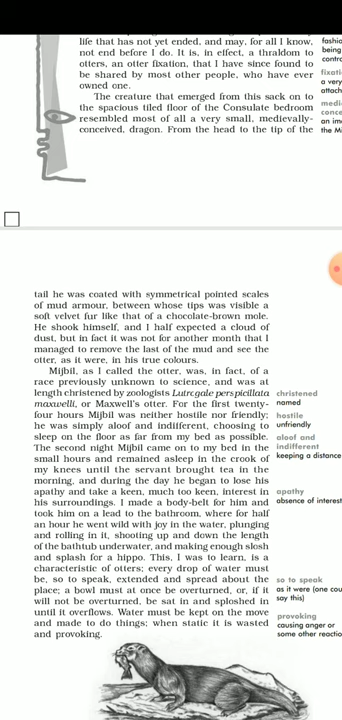 life that has not yet ended, and may, for all I know,
not end before I do. It is, in effect, a thraldom to
otters, an otter fixation, that I have since found to
be shared by most other people, who have ever
owned one.
The creature that emerged from this sack on to
the spacious tiled floor of the Consulate bedroom
resembled most of all a very small, medievally-
conceived, dragon. From the head to the tip of the
fashio
being
contro
fixati
a very
attach
medi
conce
an im
the Mi
tail he was coated with symmetrical pointed scales
of mud armour, between whose tips was visible a
soft velvet fur like that of a chocolate-brown mole.
He shook himself, and I half expected a cloud of
dust, but in fact it was not for another month that I
managed to remove the last of the mud and see the
otter, as it were, in his true colours.
Mijbil, as I called the otter, was, in fact, of a
race previously unknown to science, and was at
length christened by zoologists Lutrogale perspicillata
maxwelli, or Maxwell's otter. For the first twenty-
four hours Mijbil was neither hostile nor friendly;
he was simply aloof and indifferent, choosing to
sleep on the floor as far from my bed as possible.
The second night Mijbil came on to my bed in the
small hours and remained asleep in the crook of
my knees until the servant brought tea in the
morning, and during the day he began to lose his
apathy and take a keen, much too keen, interest in
his surroundings. I made a body-belt for him and
took him on a lead to the bathroom, where for half
an hour he went wild with joy in the water, plunging
and rolling in it, shooting up and down the length
of the bathtub underwater, and making enough slosh
and splash for a hippo. This, I was to learn, is a
characteristic of otters; every drop of water must
be, so to speak, extended and spread about the
place; a bowl must at once be overturned, or, if it
will not be overturned, be sat in and sploshed in
until it overflows. Water must be kept on the move
and made to do things; when static it is wasted
and provoking.
christened
named
hostile
unfriendly
aloof and
indifferent
keeping a distance
apathy
absence of interest
so to speak
as it were (one cou
say this)
provoking
causing anger or
some other reactio